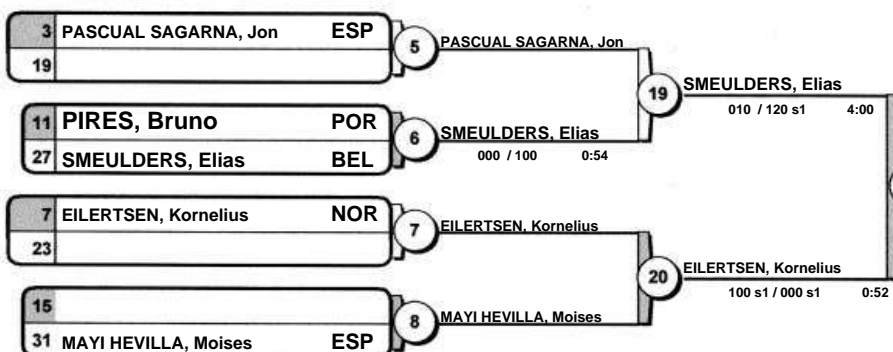 3 PASCUAL SAGARNA, Jon ESP
19
5
PASCUAL SAGARNA, Jon
11 PIRES, Bruno POR
27 SMEULDERS, Elias BEL
6
SMEULDERS, Elias
000 / 100 0:54
19
SMEULDERS, Elias
010 / 120 s1 4:00
7 EILERTSEN, Kornelius NOR
23
7
EILERTSEN, Kornelius
15
31 MAYI HEVILLA, Moises ESP
8
MAYI HEVILLA, Moises
20
EILERTSEN, Kornelius
100 s1 / 000 s1 0:52